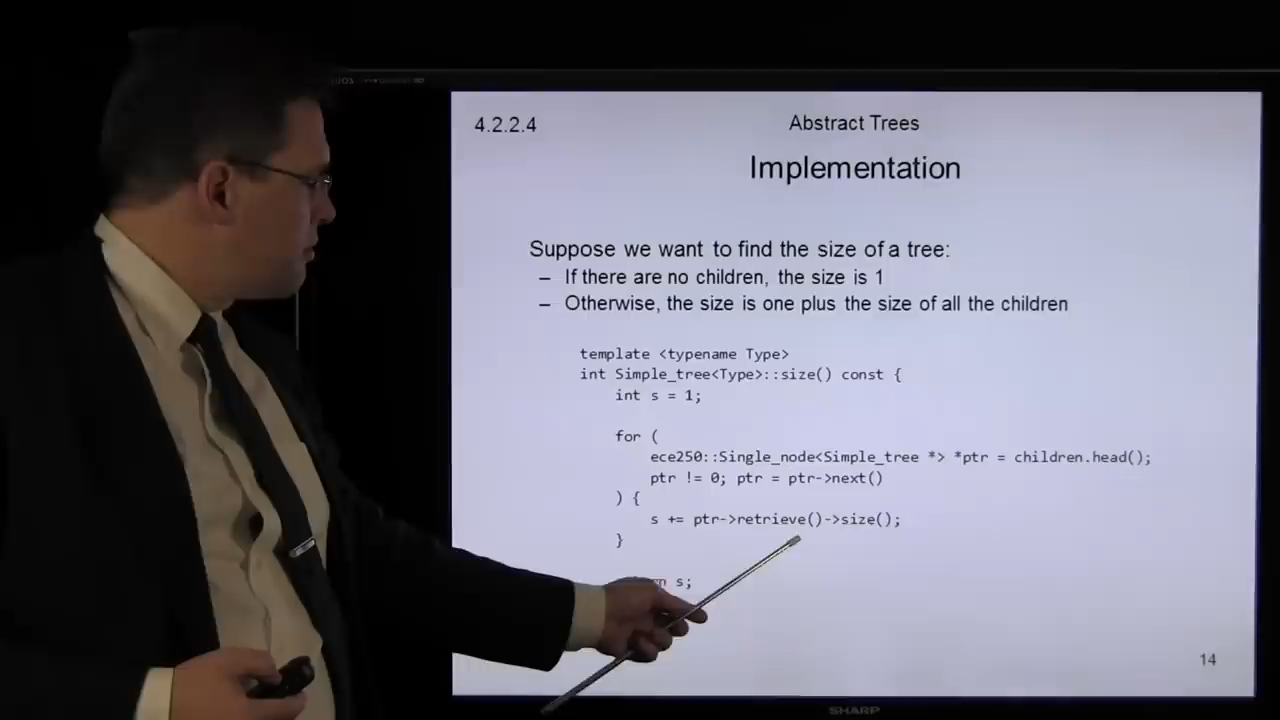 4.2.2.4
Abstract Trees
Implementation
Suppose we want to find the size of a tree:
– If there are no children, the size is 1
– Otherwise, the size is one plus the size of all the children
template <typename Type>
int Simple_tree<Type>::size() const {
int s = 1;
for (
ece250::Single_node<Simple_tree *> *ptr = children.head();
ptr != 0; ptr = ptr->next()
) {
s += ptr->retrieve()->size();
}
s;
14
SHARP